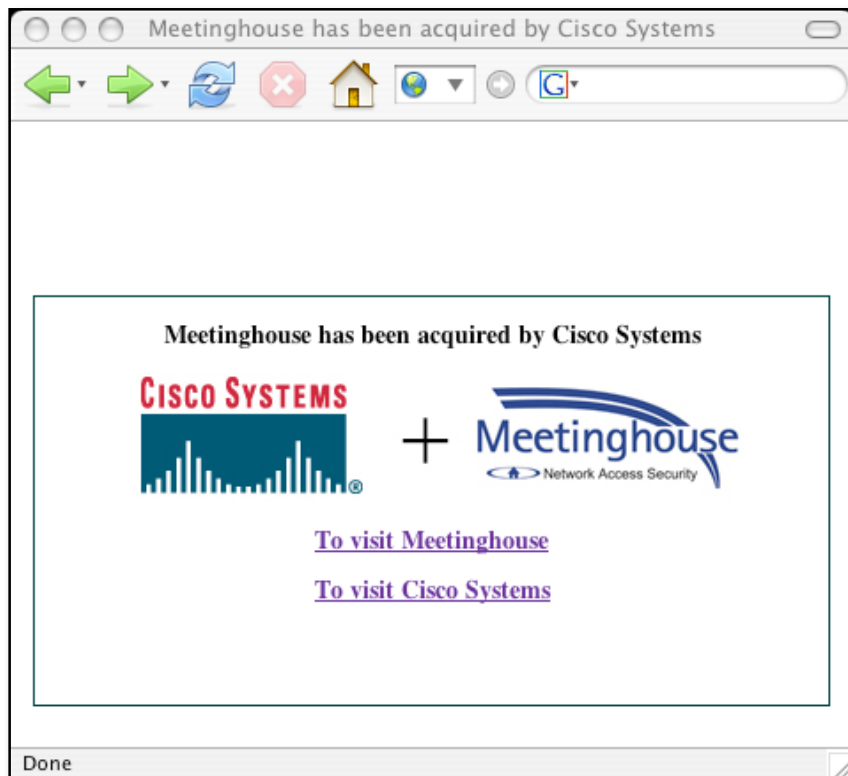 Meetinghouse has been acquired by Cisco Systems
G
Meetinghouse has been acquired by Cisco Systems
CISCO SYSTEMS
®
+
Meetinghouse
Network Access Security
To visit Meetinghouse
To visit Cisco Systems
Done